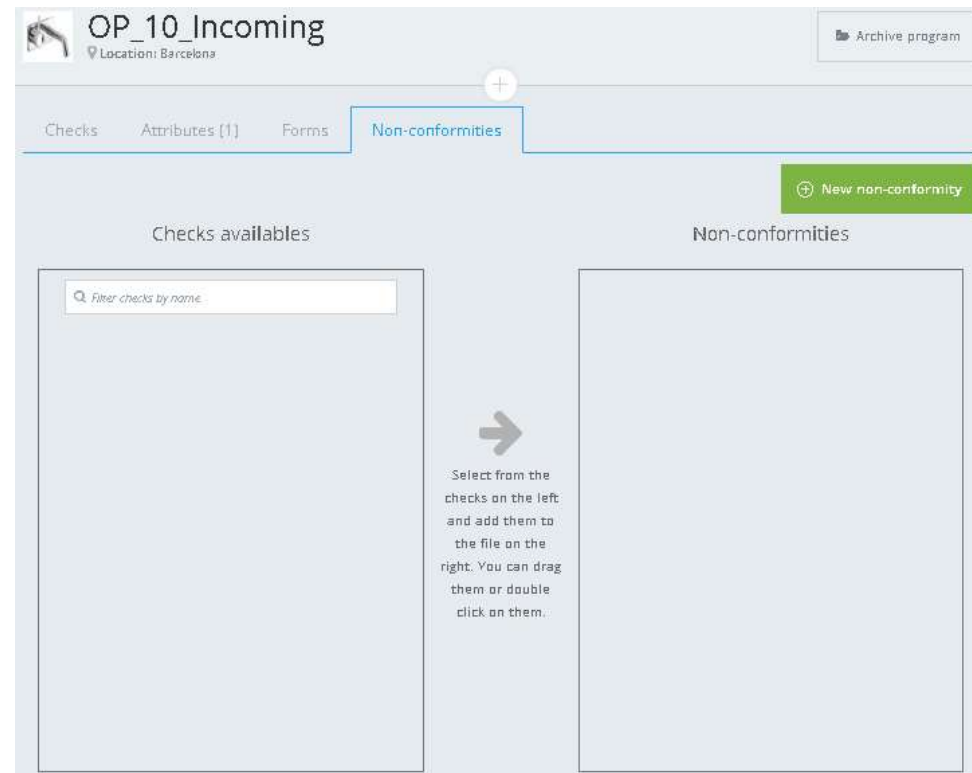 OP_10_Incoming
Location: Barcelona
Archive program
Checks
Attributes (1)
Forms
Non-conformities
New non-conformity
Checks availables
Non-conformities
Filter checks by name
Select from the
checks on the left
and add them to
the file on the
right. You can drag
them or double
click on them.